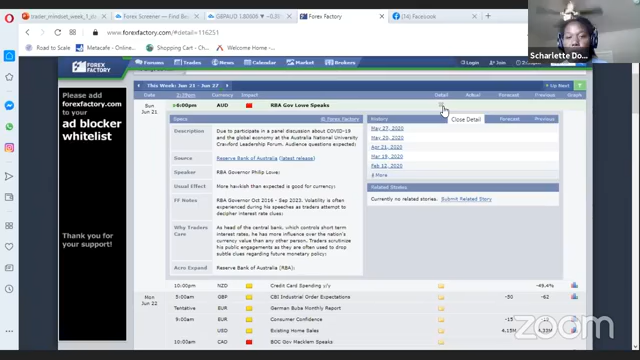 trader_mindset_week_1_
Forex Screener — Find Be
GBPAUD 1.80806
Forex Factory
(14) Facebook
www.forexfactory.com/#detail=116251
Road to Scale
Metacafe - Online Vi
Shopping Cart - Ch
General
Imported From IE
FOREX FACTORY
Forums
Trades
News
Calendar
Market
Brokers
Login
Join
Scharlette Do...
Please add
forexfactory.com
to your
ad blocker
whitelist
Thank you for
your support!
This Week: Jun 21 - Jun 27
Up Next
Date
Currency
Impact
Detail
Actual
Forecast
Previous
Graph
Sun
Jun 21
6:00pm
AUD
RBA Gov Lowe Speaks
Close Detail
Specs
Forex Factory
History
Forecast
Previous
Description
Due to participate in a panel discussion about COVID-19
and the global economy at the Australia National University
Crawford Leadership Forum. Audience questions expected;
Source
Reserve Bank of Australia (latest release)
Speaker
RBA Governor Philip Lowe;
Usual Effect
More hawkish than expected is good for currency;
FF Notes
RBA Governor Oct 2016 - Sep 2023. Volatility is often
experienced during his speeches as traders attempt to
decipher interest rate clues;
Why Traders
Care
As head of the central bank, which controls short term
interest rates, he has more influence over the nation's
currency value than any other person. Traders scrutinize
his public engagements as they are often used to drop
subtle clues regarding future monetary policy;
Acro Expand
Reserve Bank of Australia (RBA);
May 27, 2020
Apr 21, 2020
Mar 19, 2020
Feb 12, 2020
More
Related Stories
Currently no related stories. Submit Related Story
10:00pm
NZD
Credit Card Spending y/y
-49.4%
Mon
Jun 22
5:00am
GBP
CBI Industrial Order Expectations
-50
-62
Tentative
EUR
German Buba Monthly Report
9:00am
EUR
Consumer Confidence
-15
USD
Existing Home Sales
4.15M
4.33M
10:00am
CAD
BOC Gov Macklem Speaks
zoom